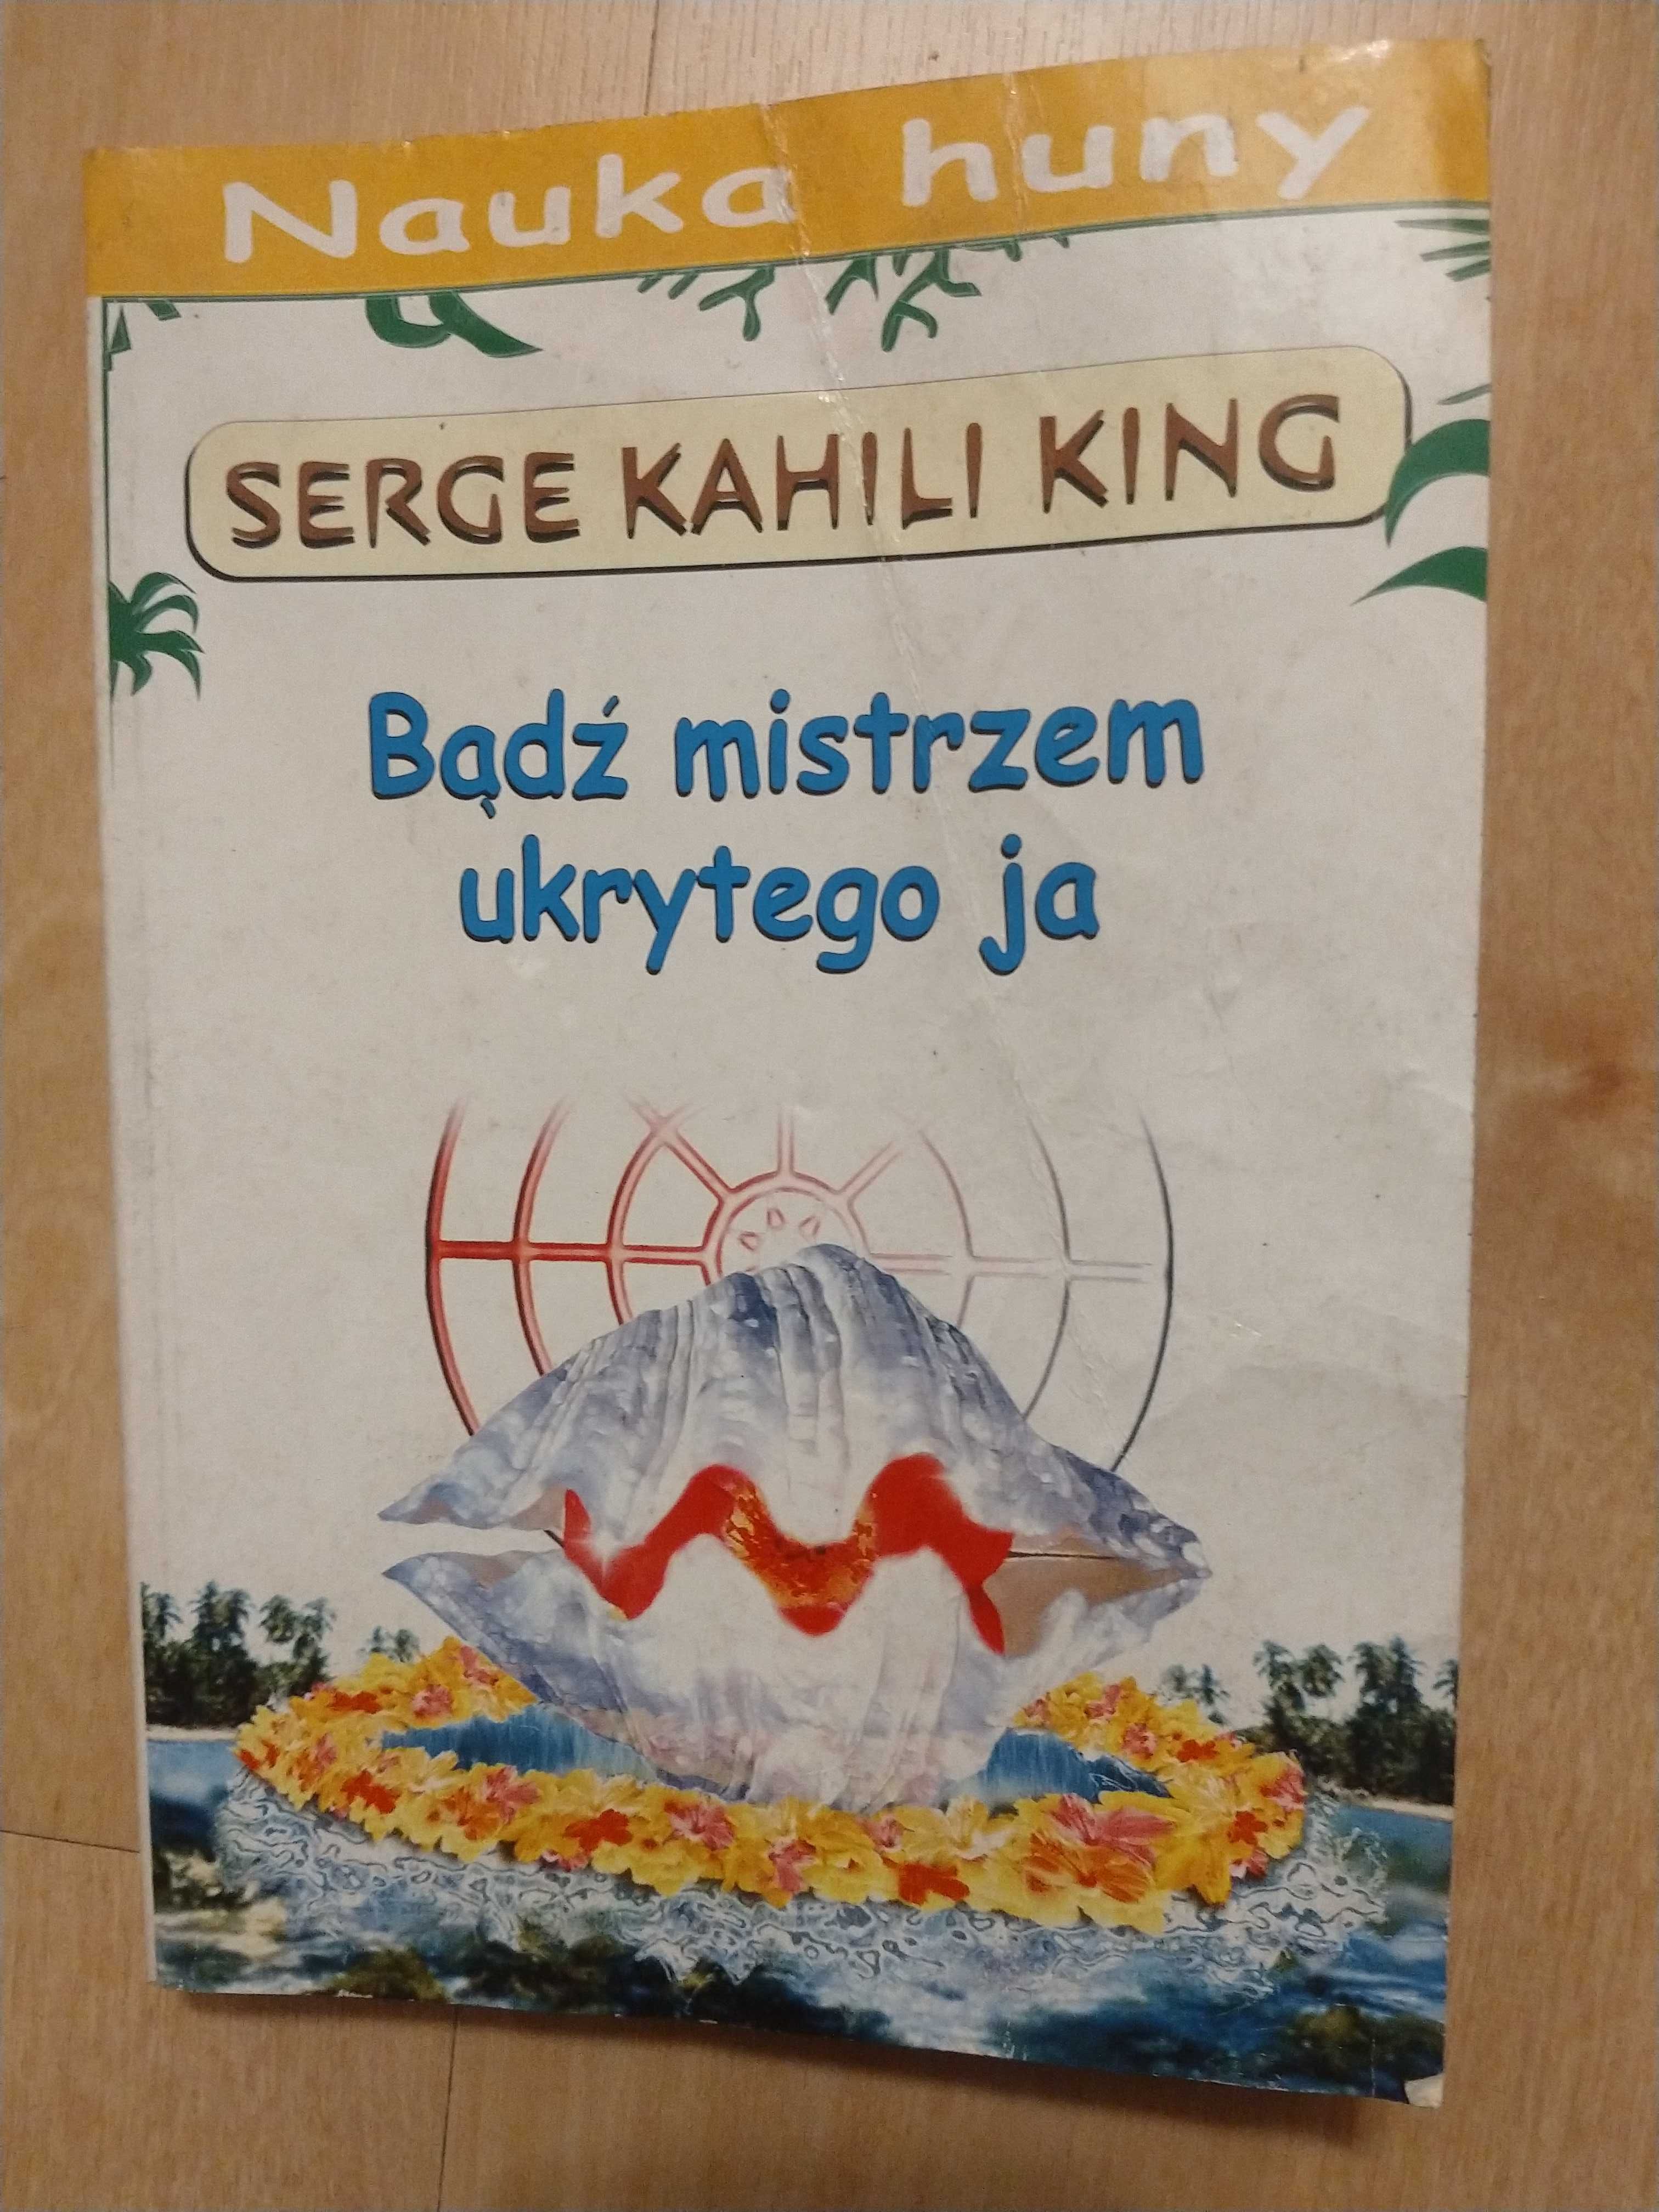 Nauka huny
SERGE KAHILI KING
Bądź mistrzem
ukrytego ja